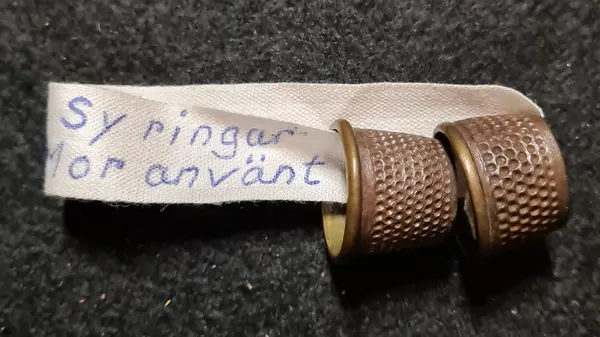 Sy ringar
Mor använt